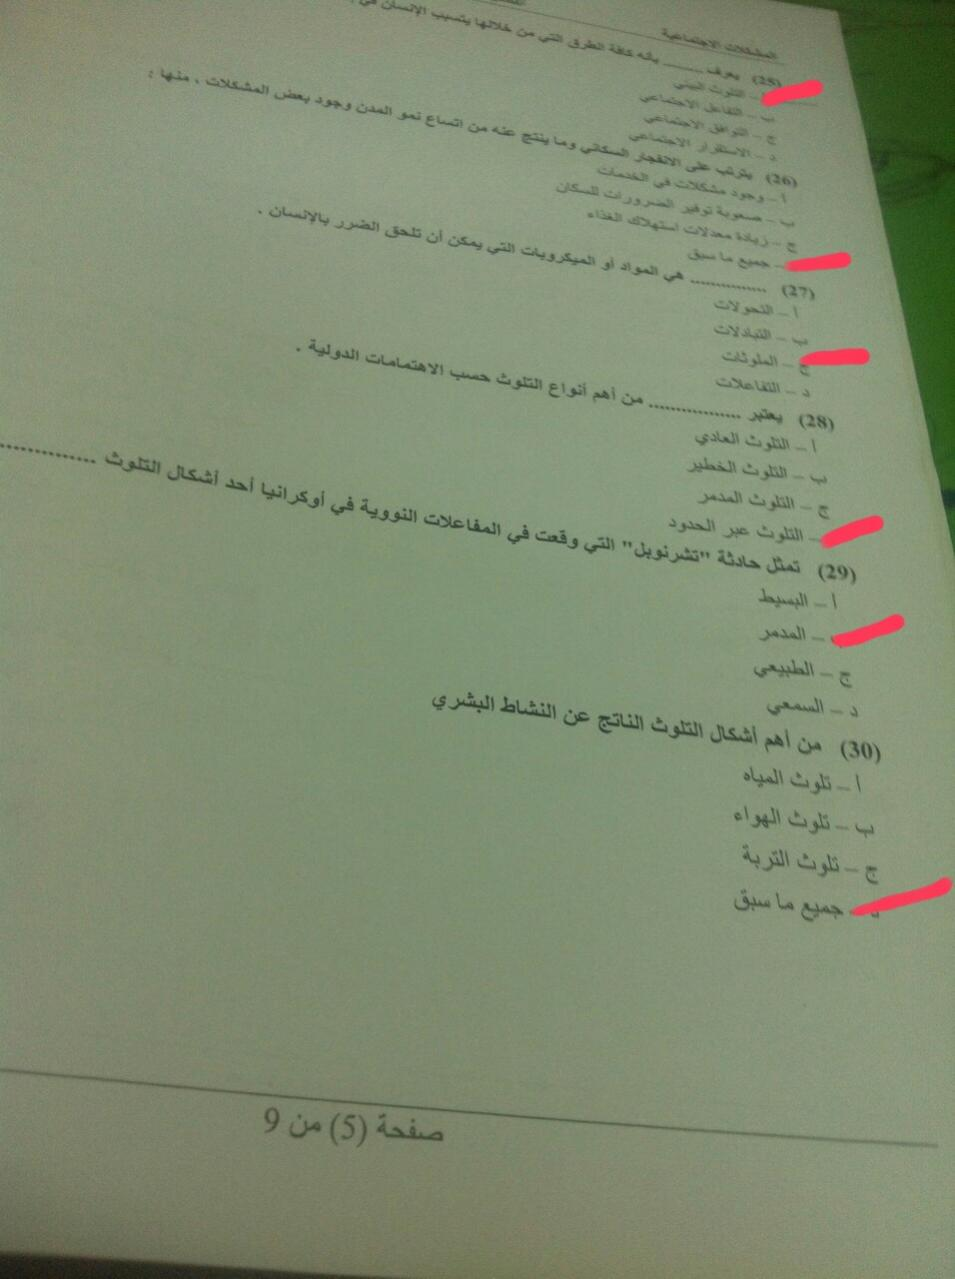 المشكلات الاجتماعية
(25) يعرف ........ بأنه كافة الطرق التي من خلالها يتسبب الإنسان في
– التلوث البيئي
ب – التفاعل الاجتماعي
ج – التوافق الاجتماعي
د – الاستقرار الاجتماعي
(26) يترتب على الانفجار السكاني وما ينتج عنه من اتساع نمو المدن وجود بعض المشكلات ، منها :
أ – وجود مشكلات في الخدمات
ب – صعوبة توفير الضرورات للسكان
ج – زيادة معدلات استهلاك الغذاء
– جميع ما سبق
(27) ................ هي المواد أو الميكروبات التي يمكن أن تلحق الضرر بالإنسان .
أ – التحولات
ب – التبادلات
ج – الملوثات
د – التفاعلات
(28) يعتبر ................ من أهم أنواع التلوث حسب الاهتمامات الدولية .
أ – التلوث العادي
ب – التلوث الخطير
ج – التلوث المدمر
– التلوث عبر الحدود
(29) تمثل حادثة "تشرنوبل" التي وقعت في المفاعلات النووية في أوكرانيا أحد أشكال التلوث ................
أ – البسيط
– المدمر
ج – الطبيعي
د – السمعي
(30) من أهم أشكال التلوث الناتج عن النشاط البشري
أ – تلوث المياه
ب – تلوث الهواء
ج – تلوث التربة
د – جميع ما سبق
صفحة (5) من 9